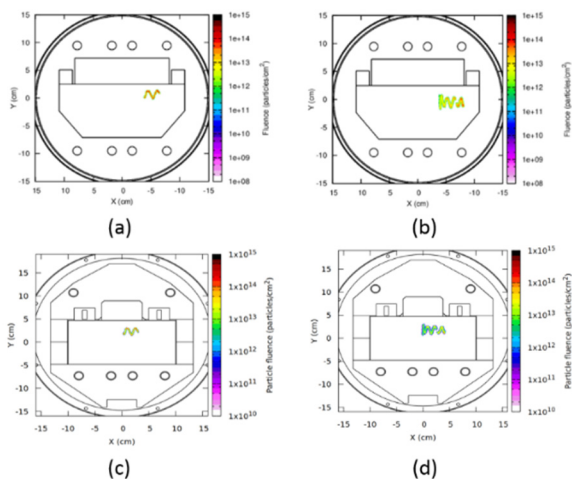 15
10
5
0
-5
-10
-15
Y (cm)
15 10 5 0 -5 -10 -15
X (cm)
1e+15
1e+14
1e+13
1e+12
1e+11
1e+10
1e+09
1e+08
Fluence (particles/cm²)
(a)
15
10
5
0
-5
-10
-15
Y (cm)
15 10 5 0 -5 -10 -15
X (cm)
1e+15
1e+14
1e+13
1e+12
1e+11
1e+10
1e+09
1e+08
Fluence (particles/cm²)
(b)
15
10
5
0
-5
-10
-15
Y (cm)
-15 -10 -5 0 5 10 15
X (cm)
1x10¹⁵
1x10¹⁴
1x10¹³
1x10¹²
1x10¹¹
1x10¹⁰
Particle fluence (particles/cm²)
(c)
15
10
5
0
-5
-10
-15
Y (cm)
-15 -10 -5 0 5 10 15
X (cm)
1x10¹⁵
1x10¹⁴
1x10¹³
1x10¹²
1x10¹¹
1x10¹⁰
Particle fluence (particles/cm²)
(d)